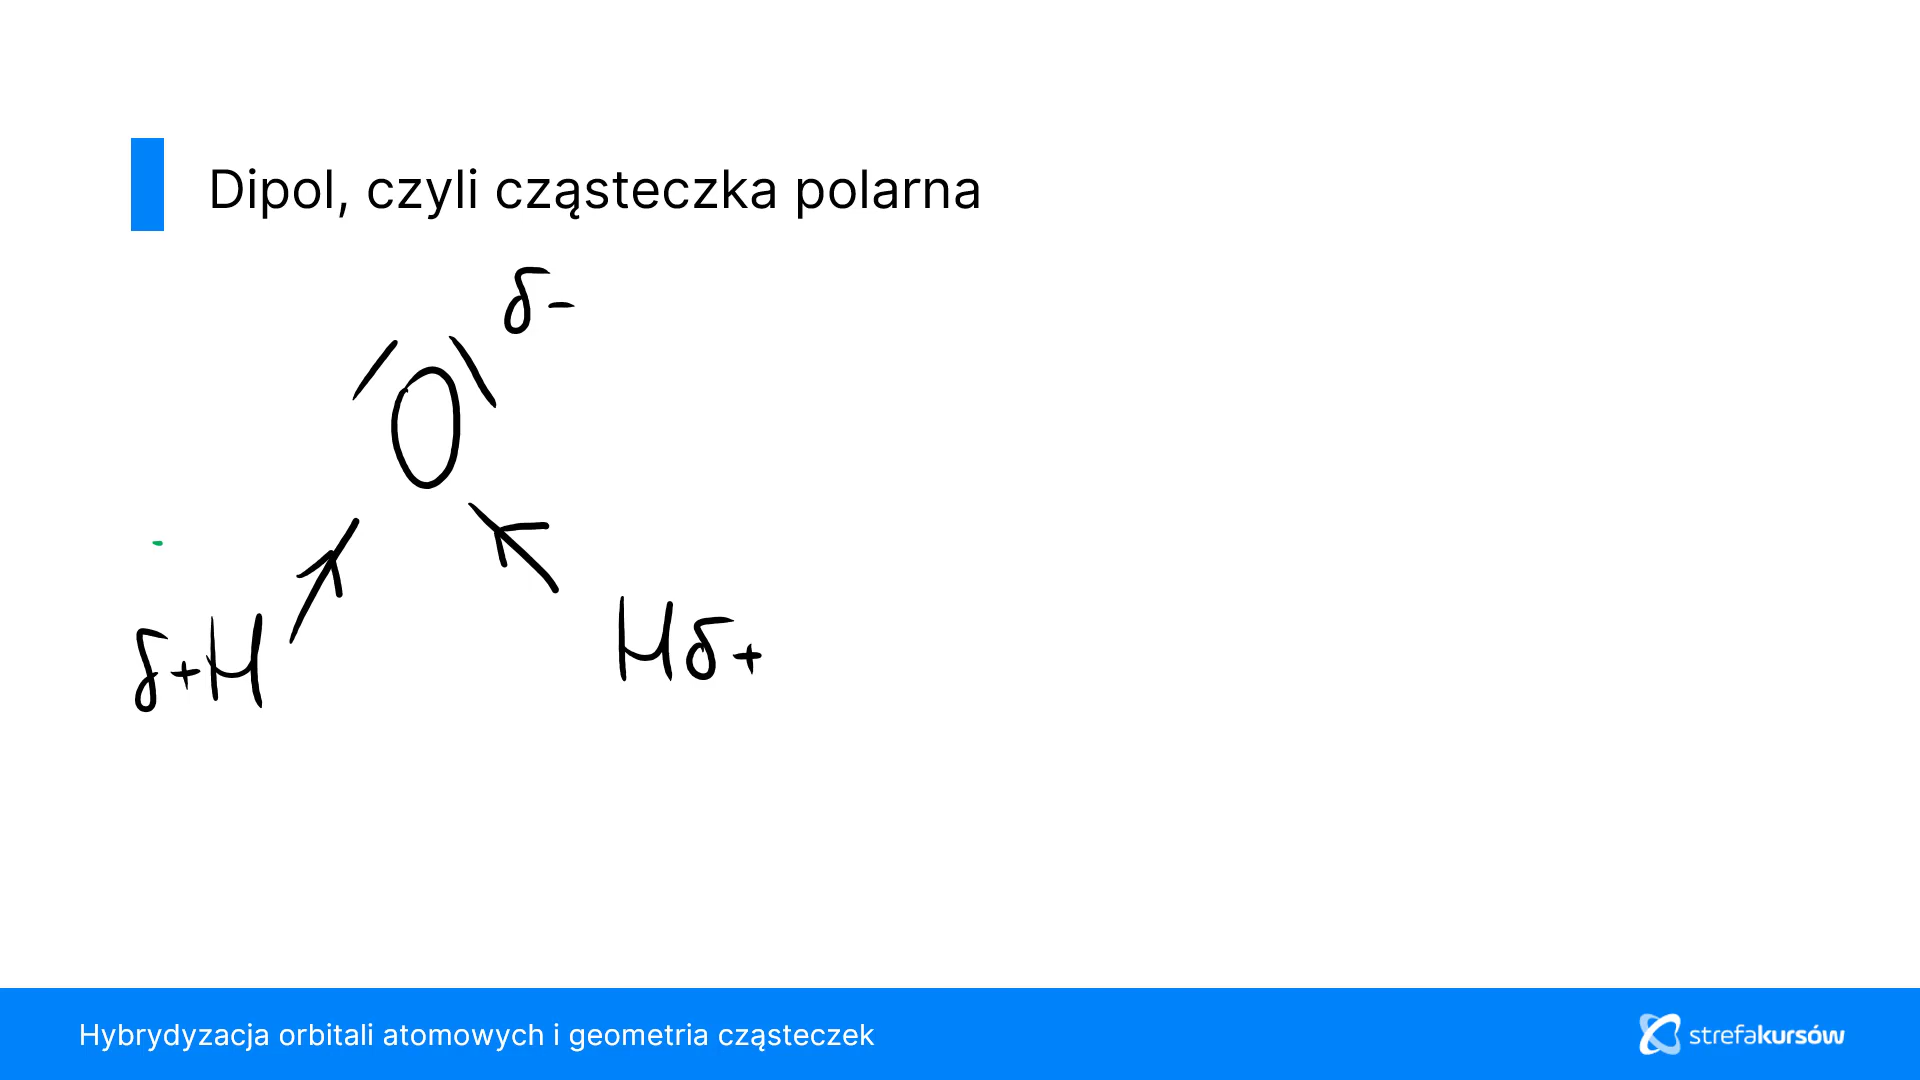 Dipol, czyli cząsteczka polarna
δ-
O
δ+H
Hδ+
Hybrydyzacja orbitali atomowych i geometria cząsteczek
strefakursów